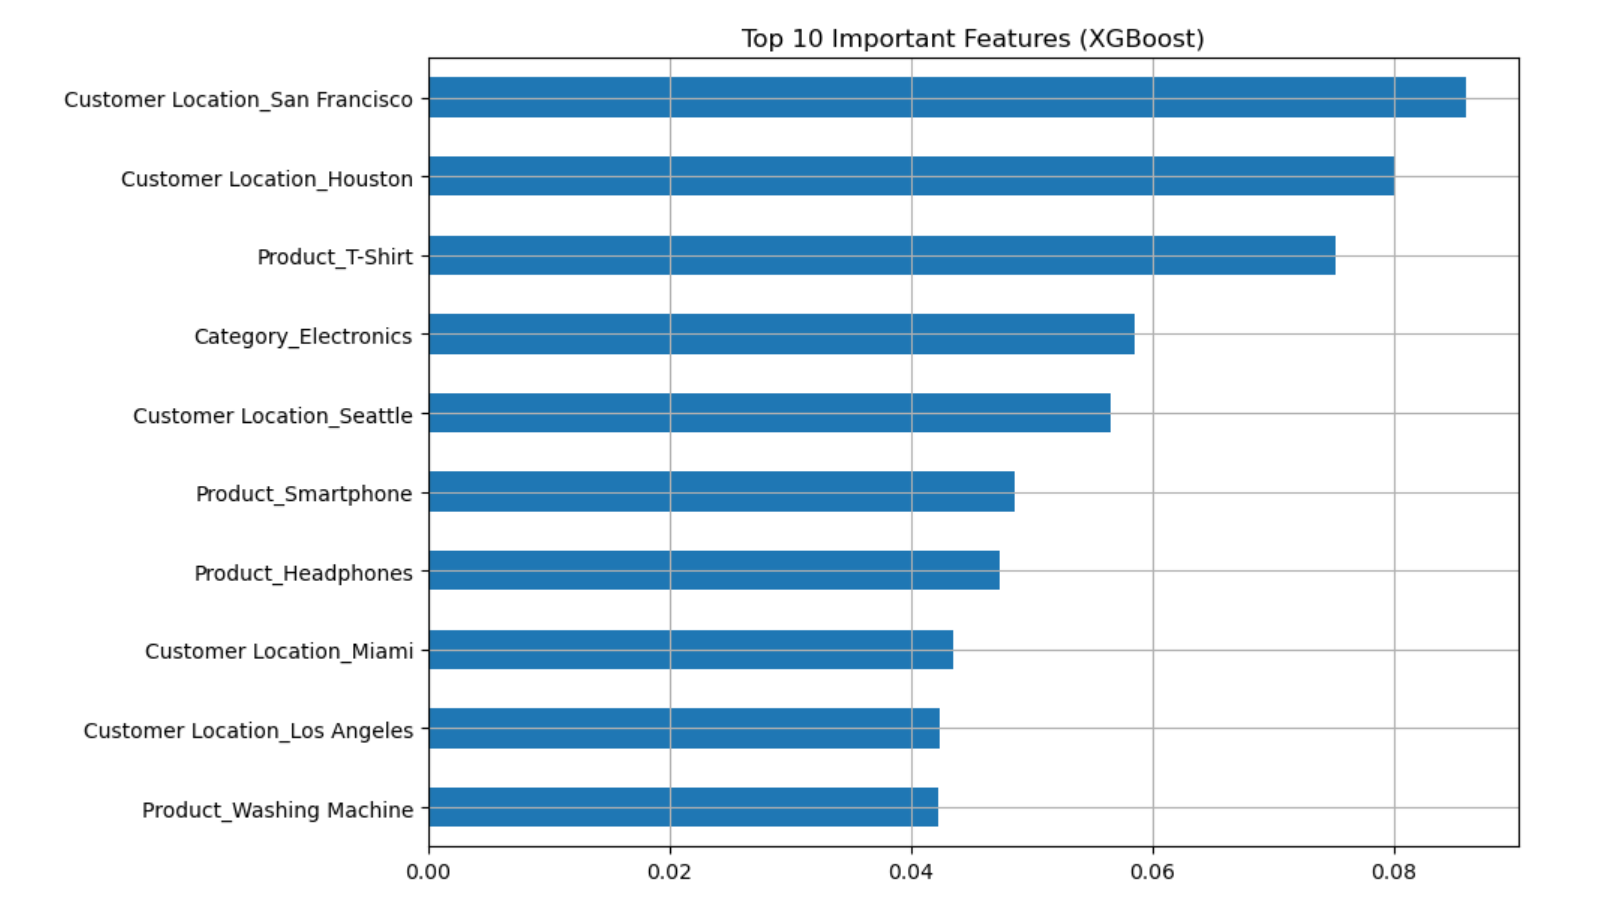 Top 10 Important Features (XGBoost)
Customer Location_San Francisco
Customer Location_Houston
Product_T-Shirt
Category_Electronics
Customer Location_Seattle
Product_Smartphone
Product_Headphones
Customer Location_Miami
Customer Location_Los Angeles
Product_Washing Machine
0.00 0.02 0.04 0.06 0.08